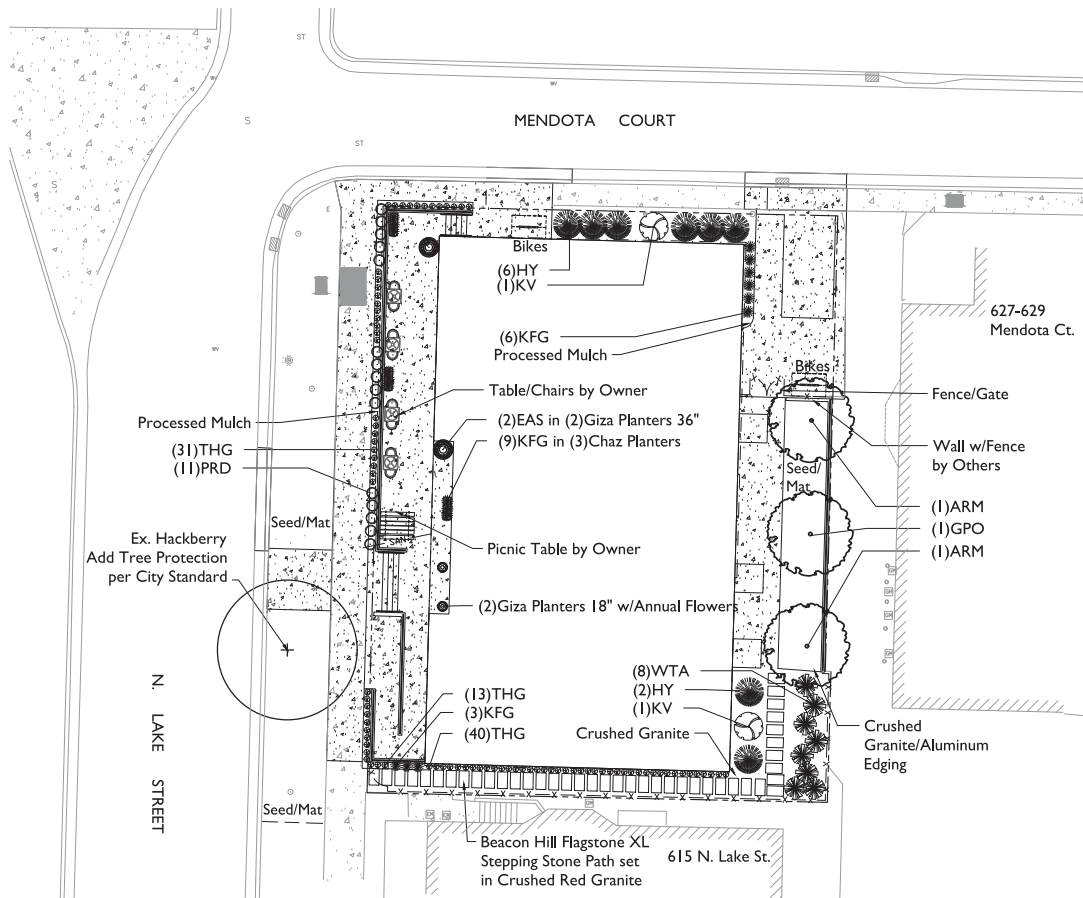 ST
MENDOTA COURT
S
ST
S
E
Bikes
(6)HY
(1)KV
627-629
Mendota Ct.
(6)KFG
Processed Mulch
Bikes
Table/Chairs by Owner
Fence/Gate
Processed Mulch
(2)EAS in (2)Giza Planters 36"
(31)THG
(9)KFG in (3)Chaz Planters
Wall w/Fence
by Others
(11)PRD
Seed/
Mat
(1)ARM
Seed/Mat
(1)GPO
Ex. Hackberry
Add Tree Protection
per City Standard
SAN
Picnic Table by Owner
(1)ARM
(2)Giza Planters 18" w/Annual Flowers
N. LAKE STREET
(8)WTA
(2)HY
(1)KV
(13)THG
(3)KFG
(40)THG
Crushed Granite
Crushed
Granite/Aluminum
Edging
Seed/Mat
Beacon Hill Flagstone XL
Stepping Stone Path set
in Crushed Red Granite
615 N. Lake St.